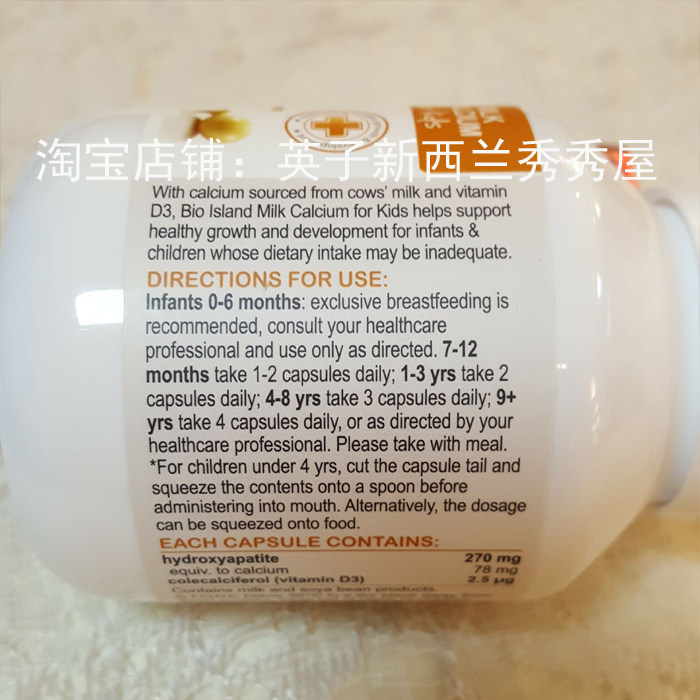 淘宝店铺：英子新西兰秀秀屋
With calcium sourced from cows' milk and vitamin
D3, Bio Island Milk Calcium for Kids helps support
healthy growth and development for infants &
children whose dietary intake may be inadequate.
DIRECTIONS FOR USE:
Infants 0-6 months: exclusive breastfeeding is
recommended, consult your healthcare
professional and use only as directed. 7-12
months take 1-2 capsules daily; 1-3 yrs take 2
capsules daily; 4-8 yrs take 3 capsules daily; 9+
yrs take 4 capsules daily, or as directed by your
healthcare professional. Please take with meal.
*For children under 4 yrs, cut the capsule tail and
squeeze the contents onto a spoon before
administering into mouth. Alternatively, the dosage
can be squeezed onto food.
EACH CAPSULE CONTAINS:
hydroxyapatite 270 mg
equiv. to calcium 78 mg
colecalciferol (vitamin D3) 2.5 µg
Contains milk and soya bean products.